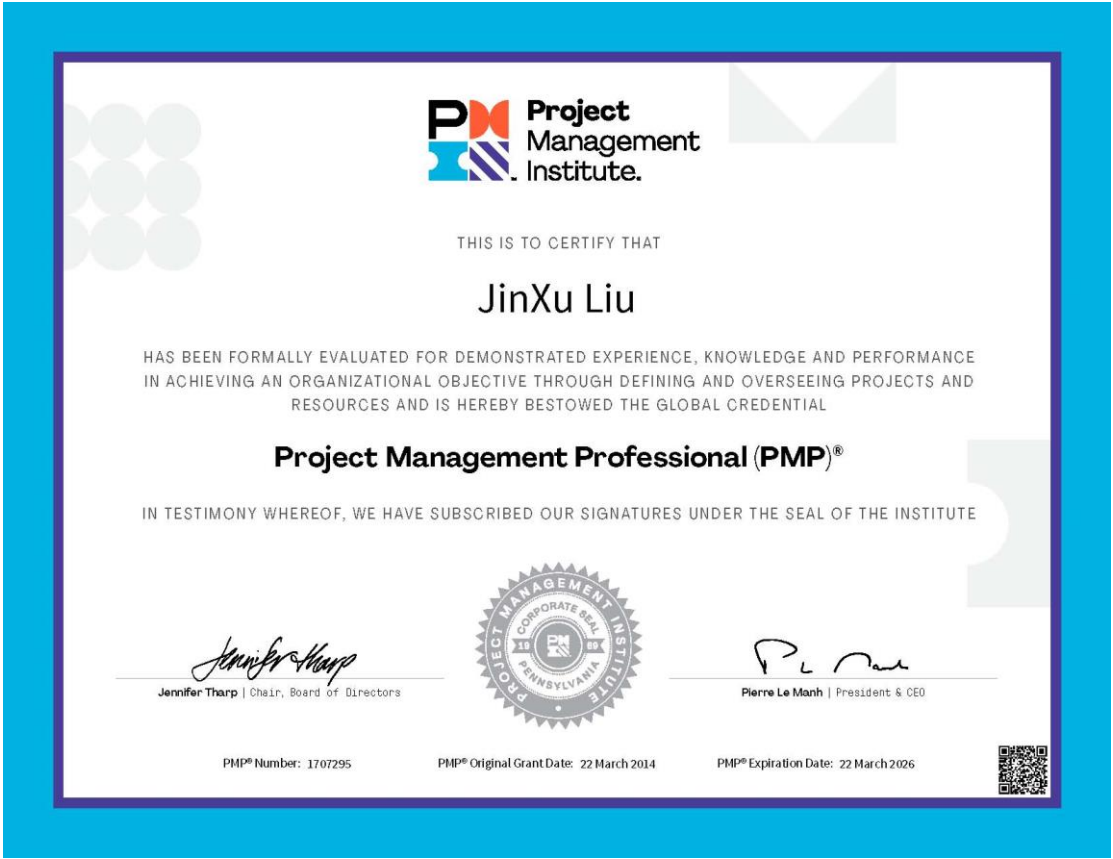 PM
Project
Management
Institute.
THIS IS TO CERTIFY THAT
JinXu Liu
HAS BEEN FORMALLY EVALUATED FOR DEMONSTRATED EXPERIENCE, KNOWLEDGE AND PERFORMANCE
IN ACHIEVING AN ORGANIZATIONAL OBJECTIVE THROUGH DEFINING AND OVERSEEING PROJECTS AND
RESOURCES AND IS HEREBY BESTOWED THE GLOBAL CREDENTIAL
Project Management Professional (PMP)®
IN TESTIMONY WHEREOF, WE HAVE SUBSCRIBED OUR SIGNATURES UNDER THE SEAL OF THE INSTITUTE
PROJECT MANAGEMENT INSTITUTE
CORPORATE SEAL
19 69
PENNSYLVANIA
Jennifer Tharp
Jennifer Tharp | Chair, Board of Directors
Pierre Le Manh | President & CEO
PMP® Number: 1707295
PMP® Original Grant Date: 22 March 2014
PMP® Expiration Date: 22 March 2026